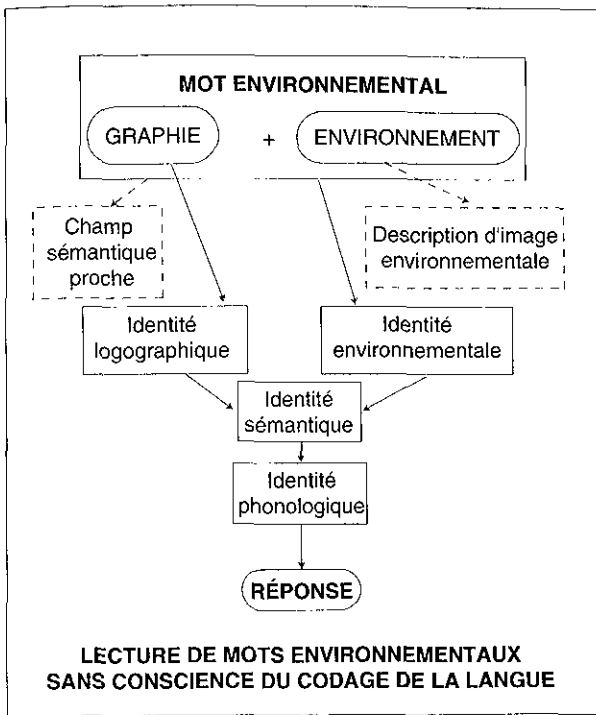 MOT ENVIRONNEMENTAL
GRAPHIE + ENVIRONNEMENT
Champ
sémantique
proche
Description d'image
environnementale
Identité
logographique
Identité
environnementale
Identité
sémantique
Identité
phonologique
RÉPONSE
LECTURE DE MOTS ENVIRONNEMENTAUX
SANS CONSCIENCE DU CODAGE DE LA LANGUE